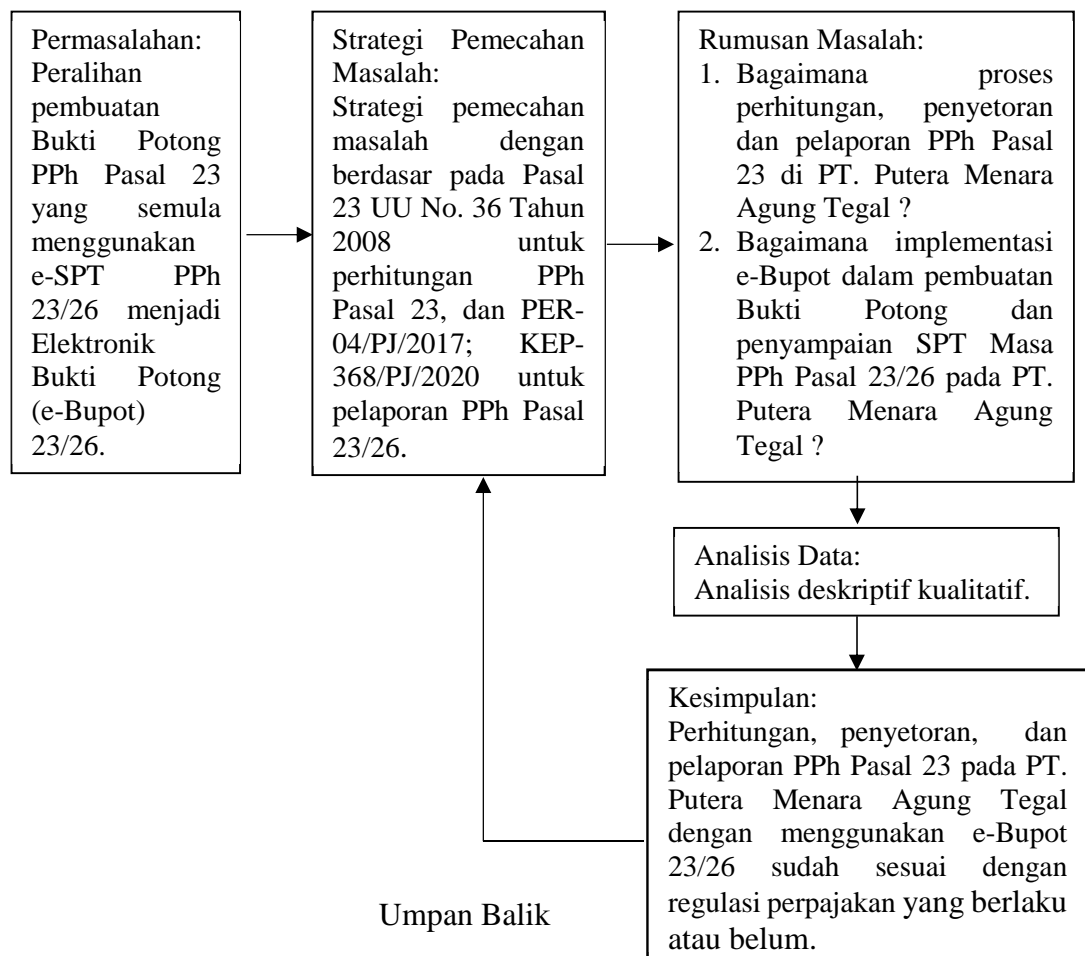 Permasalahan:
Peralihan
pembuatan
Bukti Potong
PPh Pasal 23
yang semula
menggunakan
e-SPT PPh
23/26 menjadi
Elektronik
Bukti Potong
(e-Bupot)
23/26.
Strategi Pemecahan
Masalah:
Strategi pemecahan
masalah dengan
berdasar pada Pasal
23 UU No. 36 Tahun
2008 untuk
perhitungan PPh
Pasal 23, dan PER-
04/PJ/2017; KEP-
368/PJ/2020 untuk
pelaporan PPh Pasal
23/26.
Rumusan Masalah:
1. Bagaimana proses
perhitungan, penyetoran
dan pelaporan PPh Pasal
23 di PT. Putera Menara
Agung Tegal ?
2. Bagaimana implementasi
e-Bupot dalam pembuatan
Bukti Potong dan
penyampaian SPT Masa
PPh Pasal 23/26 pada PT.
Putera Menara Agung
Tegal ?
Analisis Data:
Analisis deskriptif kualitatif.
Kesimpulan:
Perhitungan, penyetoran, dan
pelaporan PPh Pasal 23 pada PT.
Putera Menara Agung Tegal
dengan menggunakan e-Bupot
23/26 sudah sesuai dengan
regulasi perpajakan yang berlaku
atau belum.
Umpan Balik